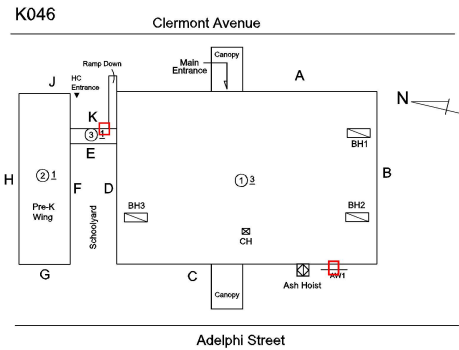 K046
Clermont Avenue
Canopy
Ramp Down
Main
Entrance
A
J
HC
Entrance
N
K
3 1
E
BH1
H
2 1
F
D
1 3
B
Pre-K
Wing
Schoolyard
BH3
BH2
CH
G
C
Canopy
Ash Hoist
AW1
Adelphi Street